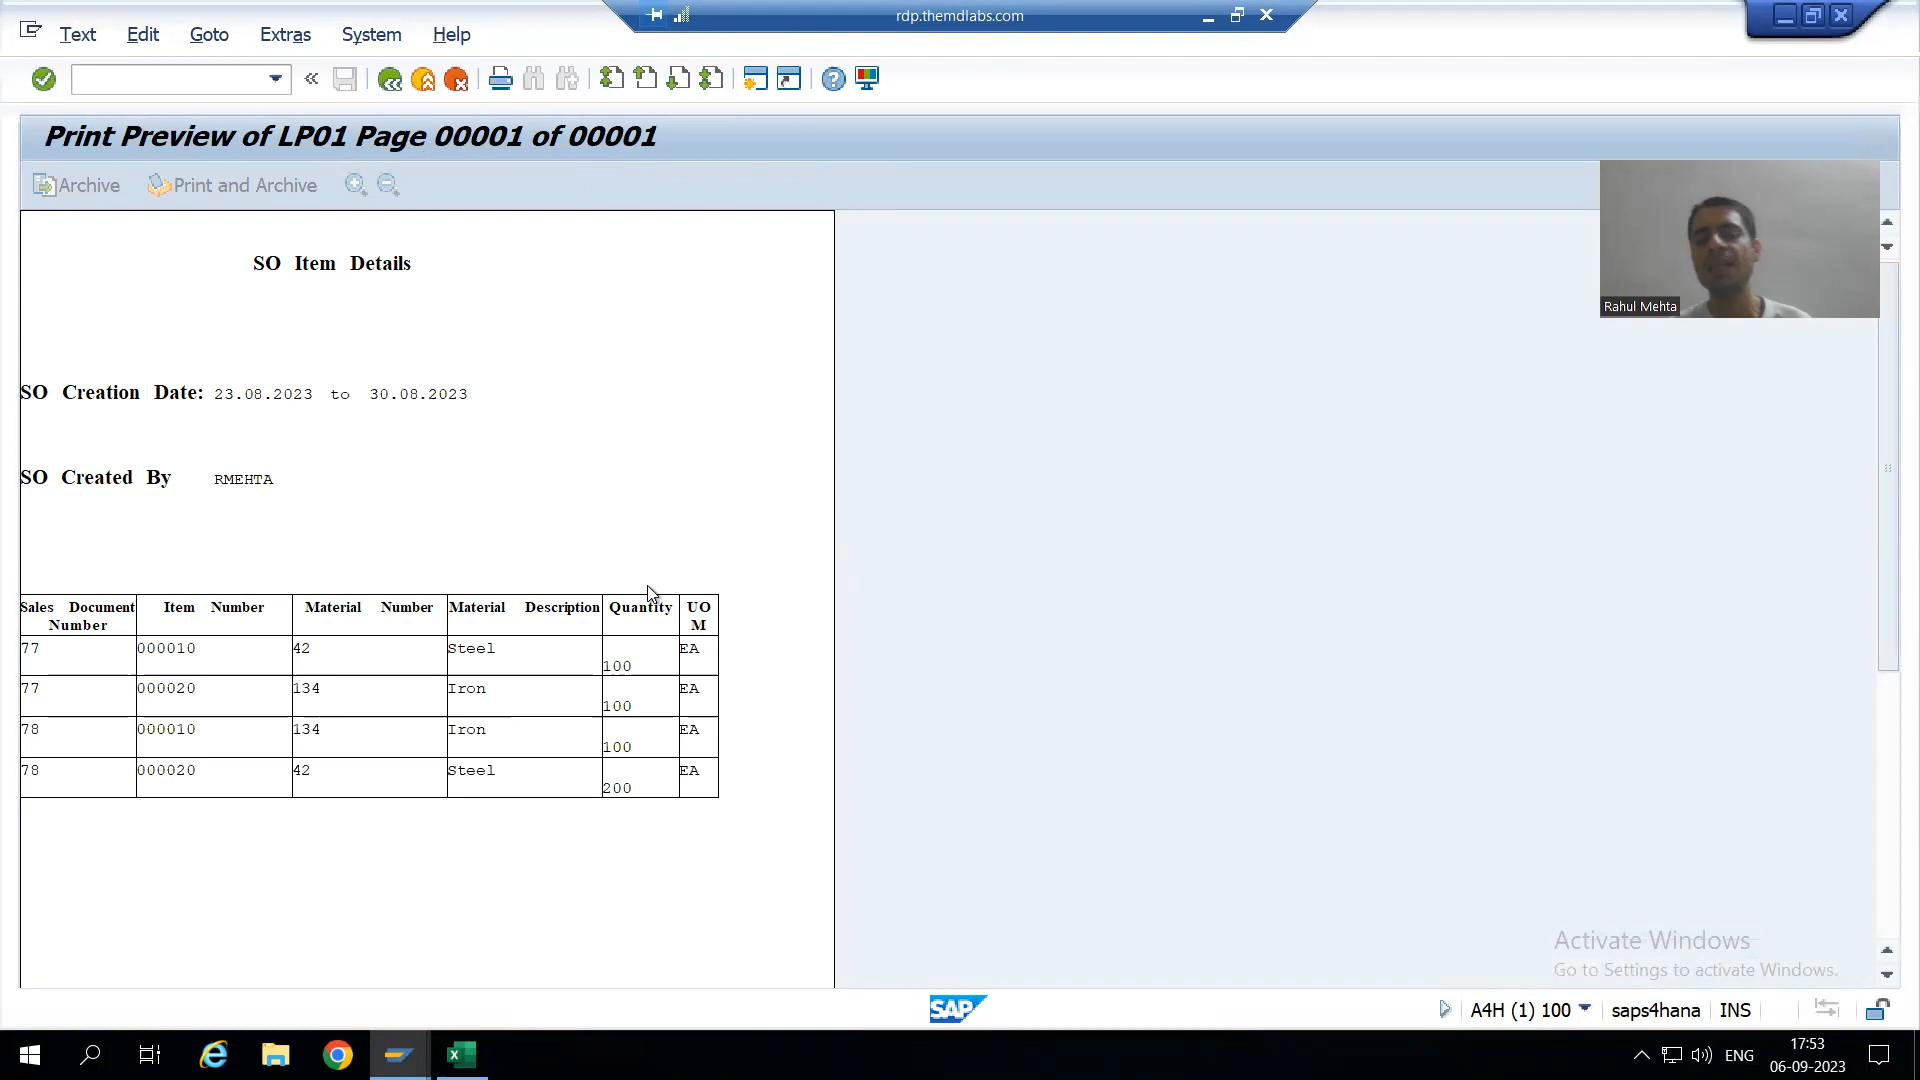 rdp.themdlabs.com
Text Edit Goto Extras System Help
Print Preview of LP01 Page 00001 of 00001
Archive Print and Archive
Rahul Mehta
SO Item Details
SO Creation Date: 23.08.2023 to 30.08.2023
SO Created By RMEHTA
Sales Document Number Item Number Material Number Material Description Quantity UOM
77 000010 42 Steel 100 EA
77 000020 134 Iron 100 EA
78 000010 134 Iron 100 EA
78 000020 42 Steel 200 EA
Activate Windows
Go to Settings to activate Windows.
SAP A4H (1) 100 saps4hana INS
ENG 17:53
06-09-2023